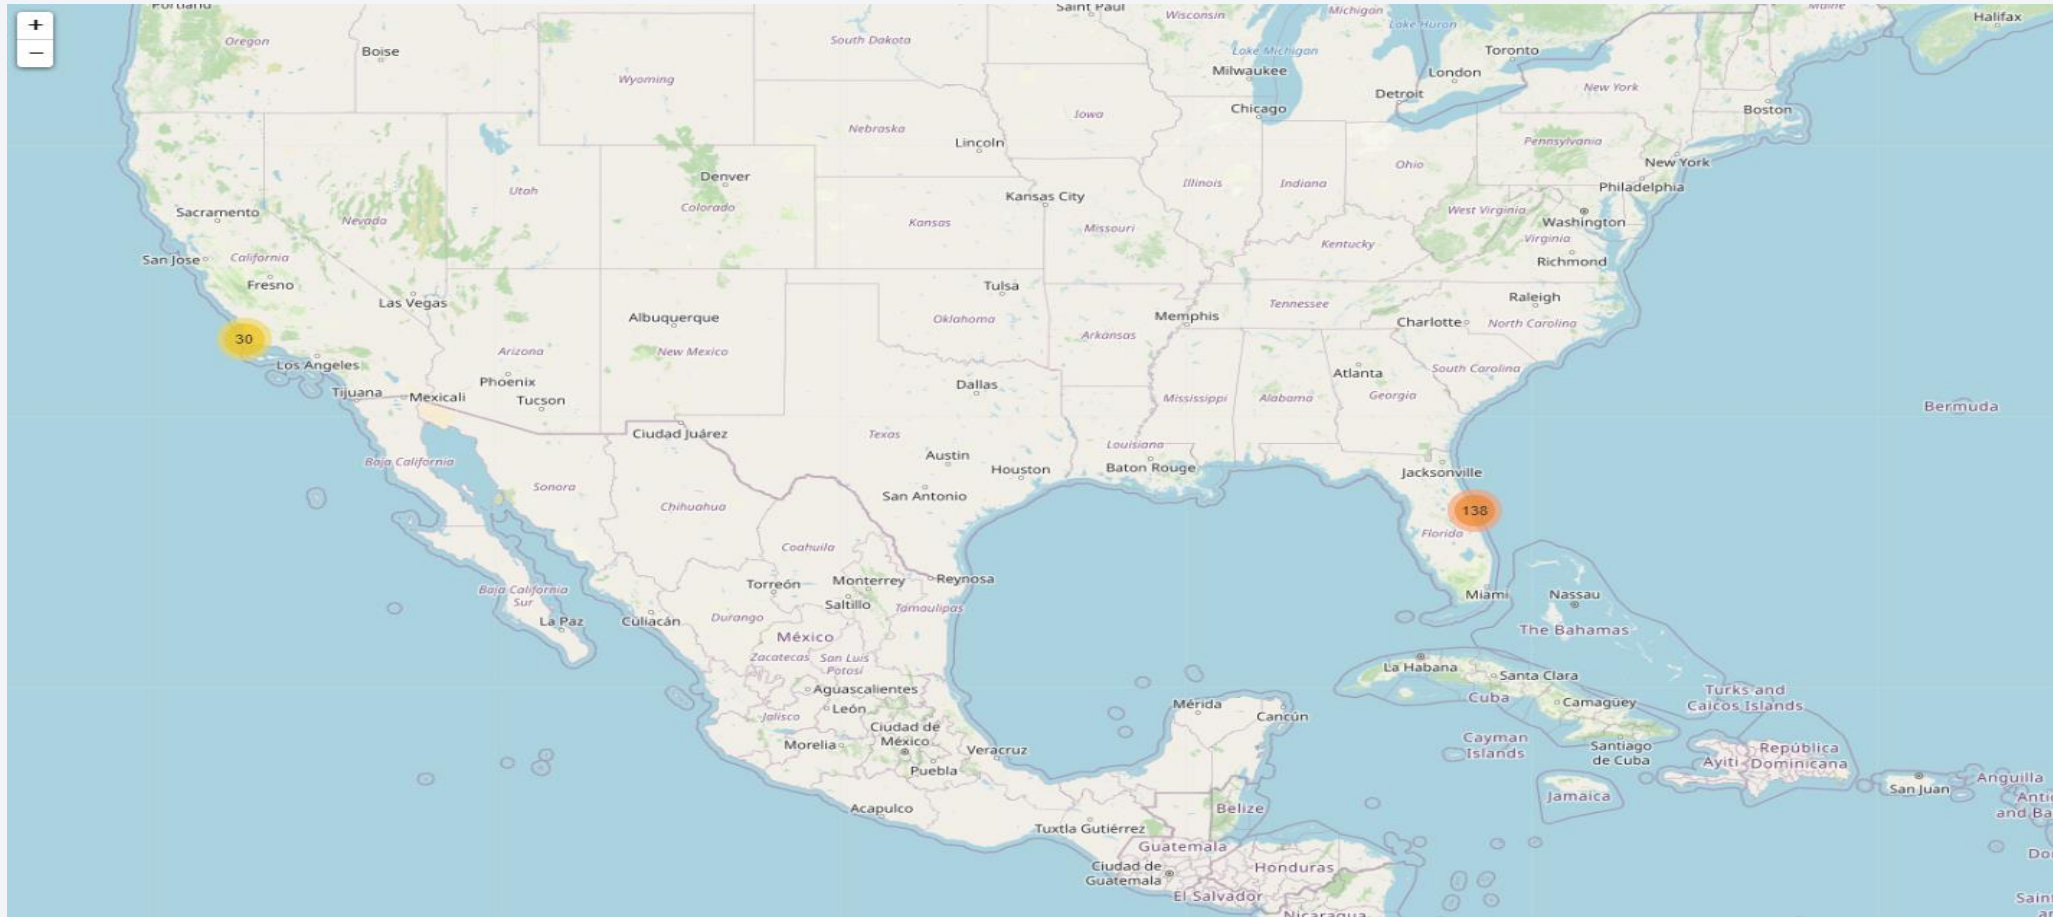 +
−
Portland
Oregon
Boise
Wyoming
South Dakota
Saint Paul
Wisconsin
Michigan
Lake Huron
Lake Michigan
Milwaukee
Toronto
London
Detroit
Chicago
New York
Maine
Halifax
Boston
Nebraska
Lincoln
Iowa
Pennsylvania
New York
Philadelphia
Ohio
Indiana
Illinois
Denver
Colorado
Utah
Nevada
Sacramento
San Jose
California
Fresno
Las Vegas
Kansas
Kansas City
Missouri
West Virginia
Washington
Virginia
Richmond
Kentucky
Tennessee
Raleigh
North Carolina
Charlotte
South Carolina
Tulsa
Oklahoma
Memphis
Arkansas
Albuquerque
New Mexico
Arizona
30
Los Angeles
Tijuana
Mexicali
Phoenix
Tucson
Dallas
Atlanta
Georgia
Alabama
Mississippi
Bermuda
Ciudad Juárez
Texas
Louisiana
Baton Rouge
Austin
Houston
San Antonio
Jacksonville
138
Florida
Miami
Baja California
Sonora
Chihuahua
Coahuila
Torreón
Monterrey
Saltillo
Reynosa
Tamaulipas
Baja California
Sur
La Paz
Culiacán
Durango
México
Zacatecas
San Luis
Potosí
Aguascalientes
León
Jalisco
Ciudad de
México
Morelia
Puebla
Veracruz
Acapulco
Tuxtla Gutiérrez
Mérida
Cancún
Nassau
The Bahamas
La Habana
Santa Clara
Cuba
Camagüey
Turks and
Caicos Islands
Cayman
Islands
Santiago
de Cuba
Ayiti
República
Dominicana
Jamaica
San Juan
Anguilla
Anti
and Ba
Belize
Guatemala
Ciudad de
Guatemala
Honduras
El Salvador
Nicaragua
Do
Saint